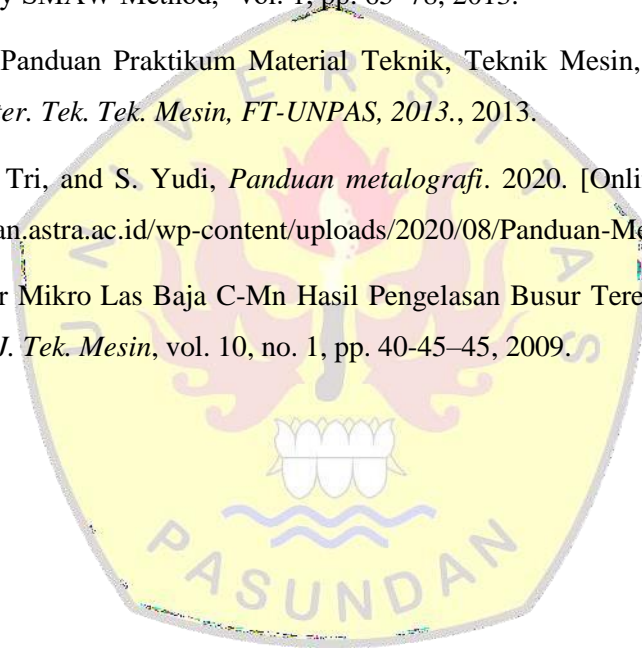 y SMAW Method," vol. 1, pp. 65–78, 2013.
Panduan Praktikum Material Teknik, Teknik Mesin,
ter. Tek. Tek. Mesin, FT-UNPAS, 2013., 2013.
Tri, and S. Yudi, Panduan metalografi. 2020. [Onli
an.astra.ac.id/wp-content/uploads/2020/08/Panduan-Me
r Mikro Las Baja C-Mn Hasil Pengelasan Busur Tere
J. Tek. Mesin, vol. 10, no. 1, pp. 40-45–45, 2009.
UNIVERSITAS
PASUNDAN